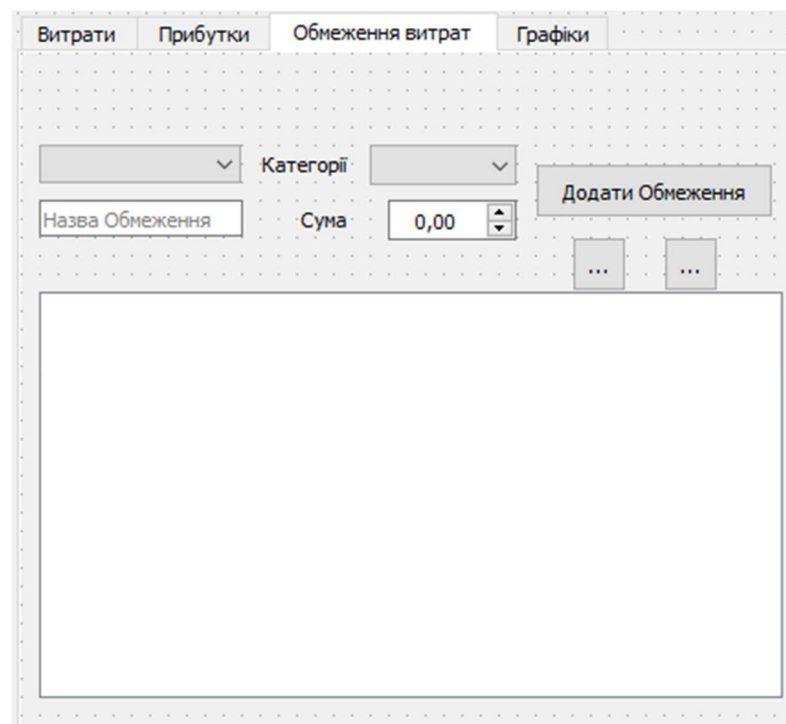 Витрати Прибутки Обмеження витрат Графіки
Категорії
Додати Обмеження
Назва Обмеження Сума 0,00
... ...